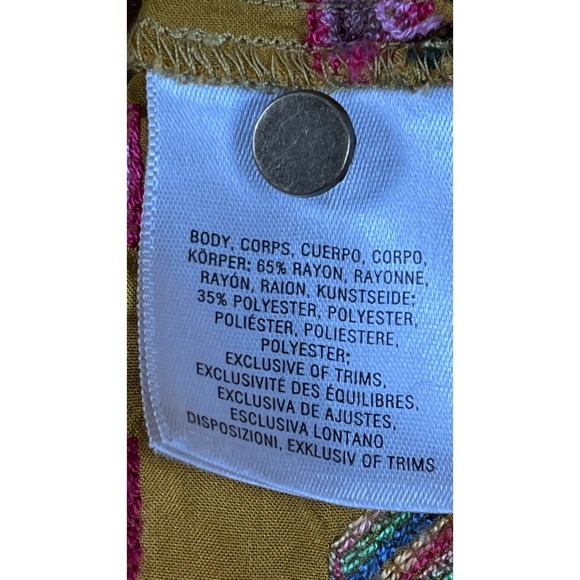 BODY, CORPS, CUERPO, CORPO,
KÖRPER: 65% RAYON, RAYONNE,
RAYÓN, RAION, KUNSTSEIDE;
35% POLYESTER, POLYESTER,
POLIÉSTER, POLIESTERE,
POLYESTER;
EXCLUSIVE OF TRIMS,
EXCLUSIVITÉ DES ÉQUILIBRES,
EXCLUSIVA DE AJUSTES,
ESCLUSIVA LONTANO
DISPOSIZIONI, EXKLUSIV OF TRIMS